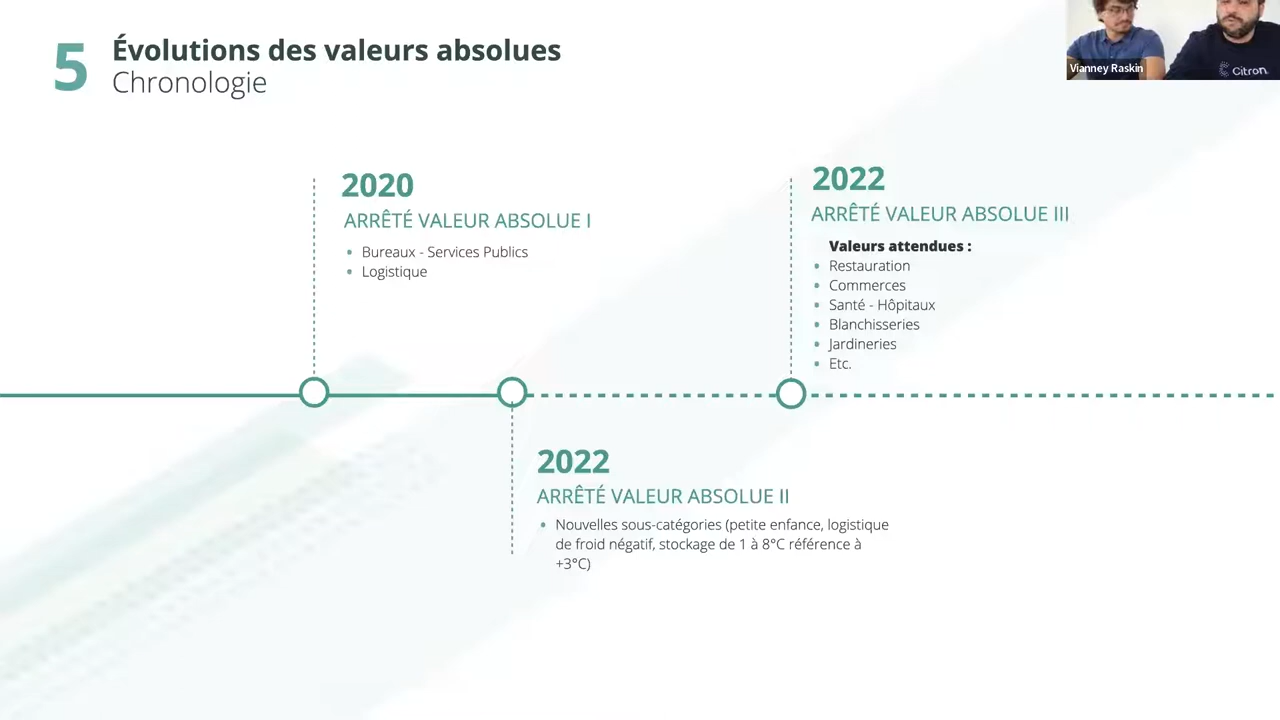 5
Évolutions des valeurs absolues
Chronologie
Vianney Raskin
Citron
2020
ARRÊTÉ VALEUR ABSOLUE I
• Bureaux - Services Publics
• Logistique
2022
ARRÊTÉ VALEUR ABSOLUE III
Valeurs attendues :
• Restauration
• Commerces
• Santé - Hôpitaux
• Blanchisseries
• Jardineries
• Etc.
2022
ARRÊTÉ VALEUR ABSOLUE II
• Nouvelles sous-catégories (petite enfance, logistique
de froid négatif, stockage de 1 à 8°C référence à
+3°C)